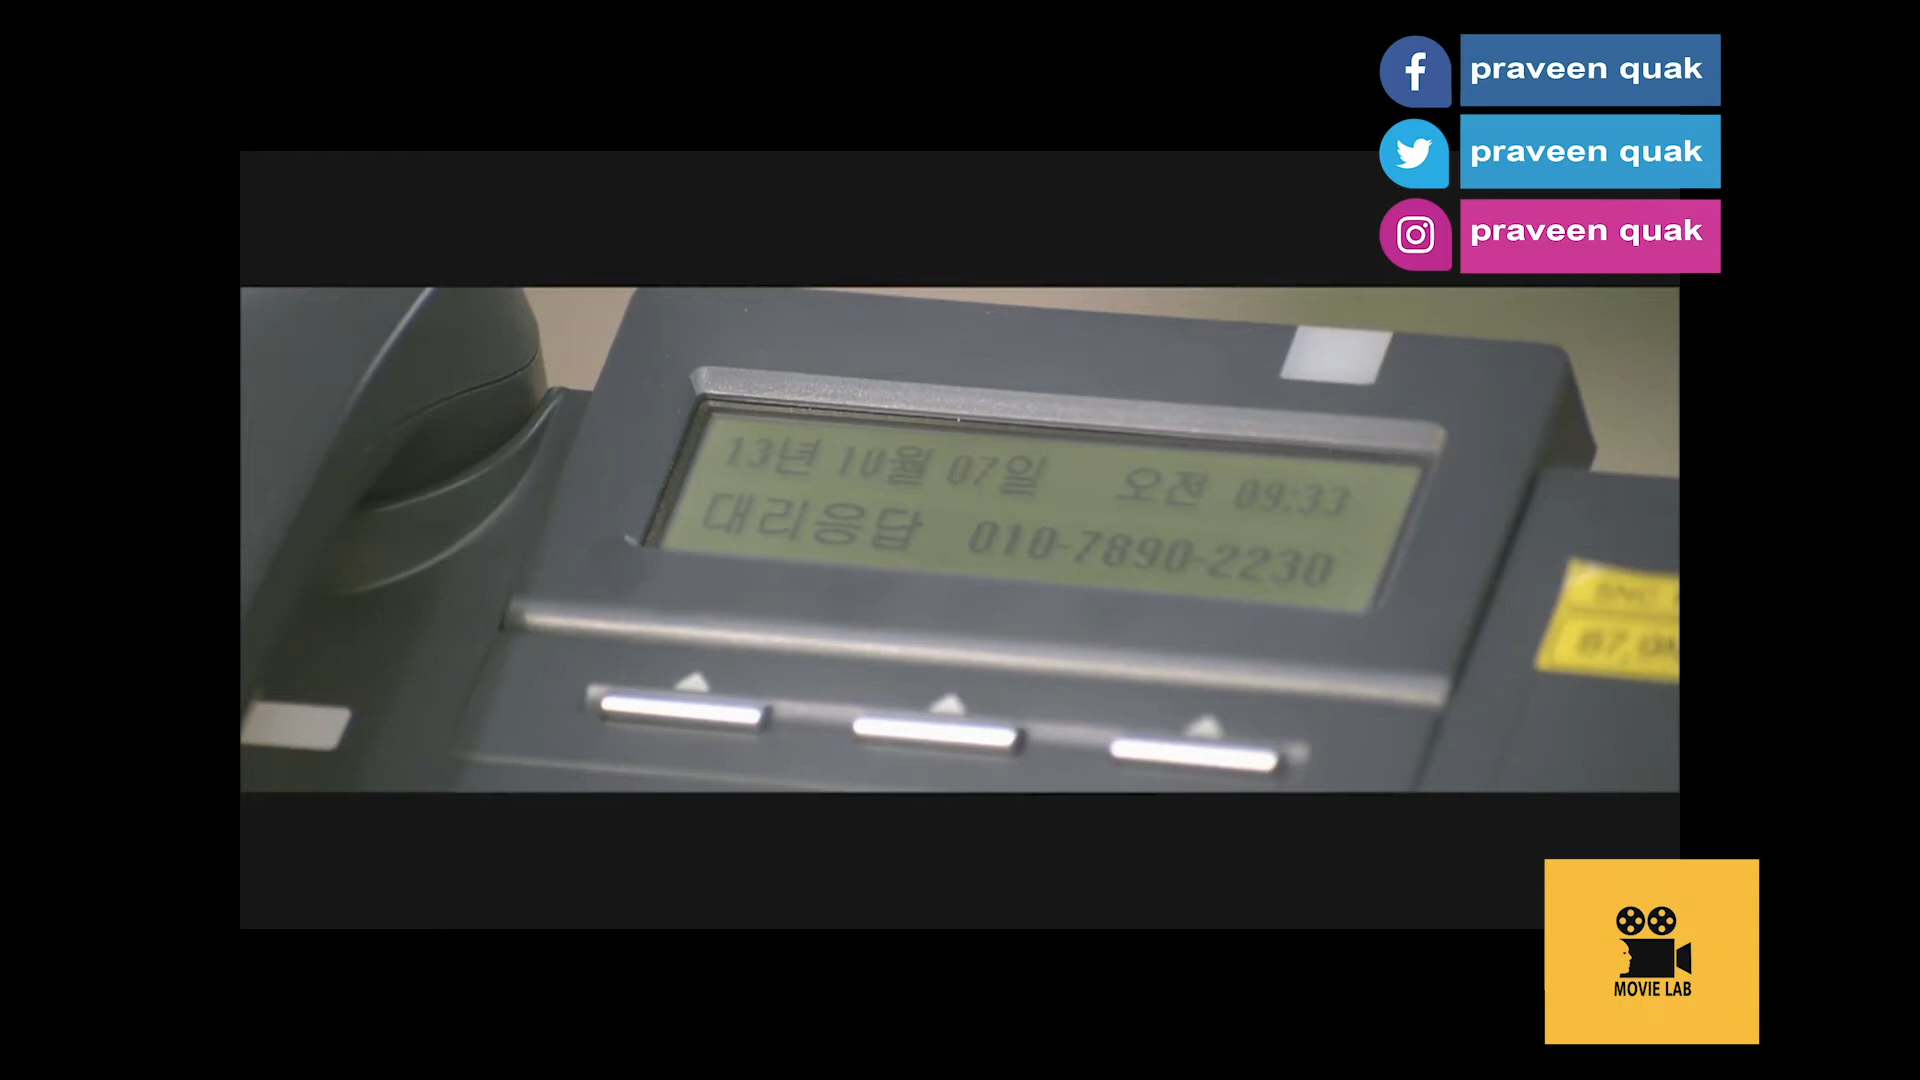 praveen quak
praveen quak
praveen quak
13년 10월 07일 오전 09:33
대리응답 010-7890-2230
SNC
MOVIE LAB